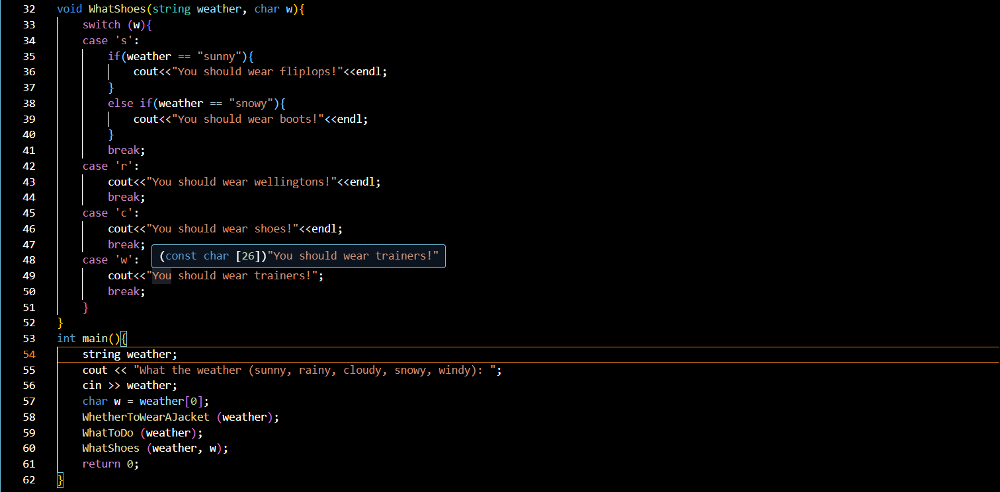 32 void WhatShoes(string weather, char w){
33 switch (w){
34 case 's':
35 if(weather == "sunny"){
36 cout<<"You should wear fliplops!"<<endl;
37 }
38 else if(weather == "snowy"){
39 cout<<"You should wear boots!"<<endl;
40 }
41 break;
42 case 'r':
43 cout<<"You should wear wellingtons!"<<endl;
44 break;
45 case 'c':
46 cout<<"You should wear shoes!"<<endl;
47 break;
(const char [26])"You should wear trainers!"
48 case 'w':
49 cout<<"You should wear trainers!";
50 break;
51 }
52 }
53 int main(){
54 string weather;
55 cout << "What the weather (sunny, rainy, cloudy, snowy, windy): ";
56 cin >> weather;
57 char w = weather[0];
58 WhetherToWearAJacket (weather);
59 WhatToDo (weather);
60 WhatShoes (weather, w);
61 return 0;
62 }